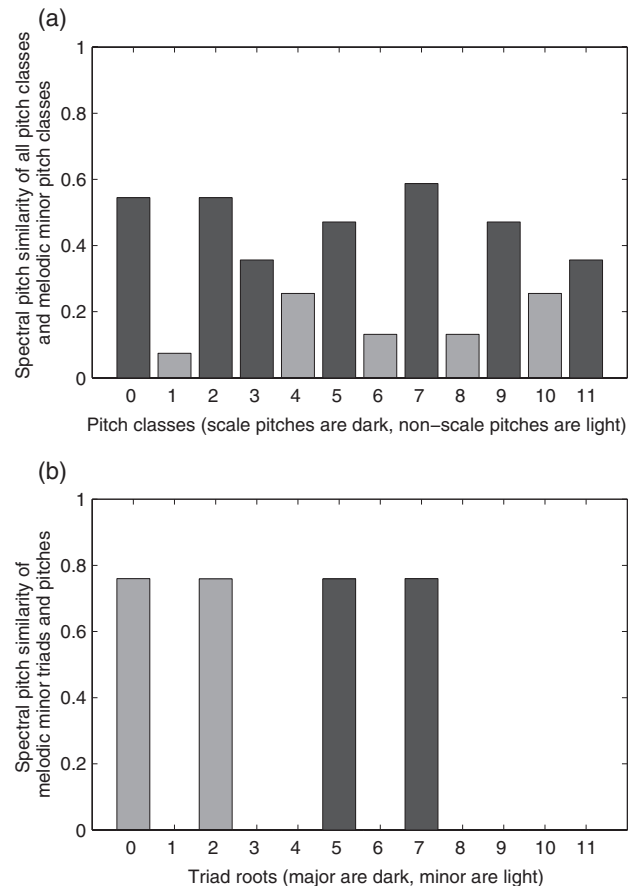 (a)
Spectral pitch similarity of all pitch classes
and melodic minor pitch classes
1
0.8
0.6
0.4
0.2
0
0 1 2 3 4 5 6 7 8 9 10 11
Pitch classes (scale pitches are dark, non−scale pitches are light)
(b)
Spectral pitch similarity of
melodic minor triads and pitches
1
0.8
0.6
0.4
0.2
0
0 1 2 3 4 5 6 7 8 9 10 11
Triad roots (major are dark, minor are light)